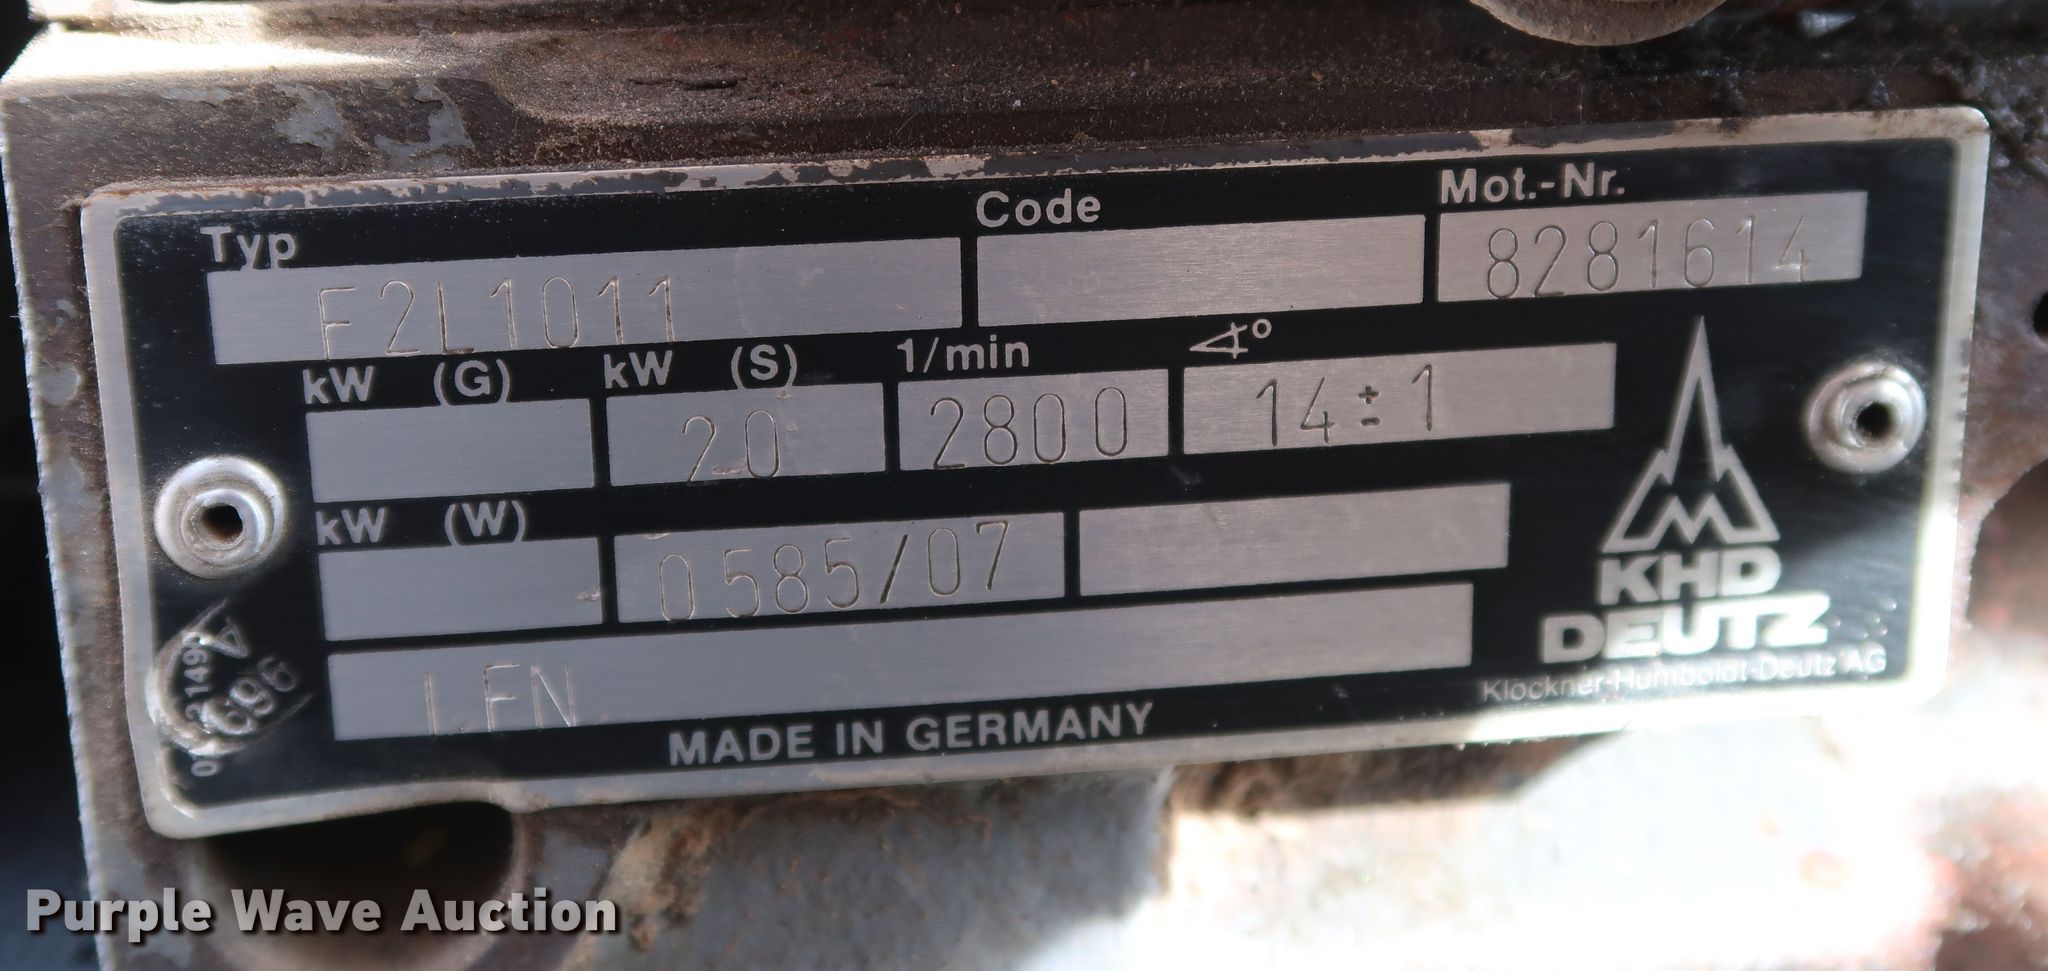 Typ Code Mot.-Nr.
F2L1011 8281614
kW (G) kW (S) 1/min ∢°
20 2800 14±1
kW (W)
0585/07
LFN
MADE IN GERMANY
KHD
DEUTZ
Klöckner-Humboldt-Deutz AG
Purple Wave Auction